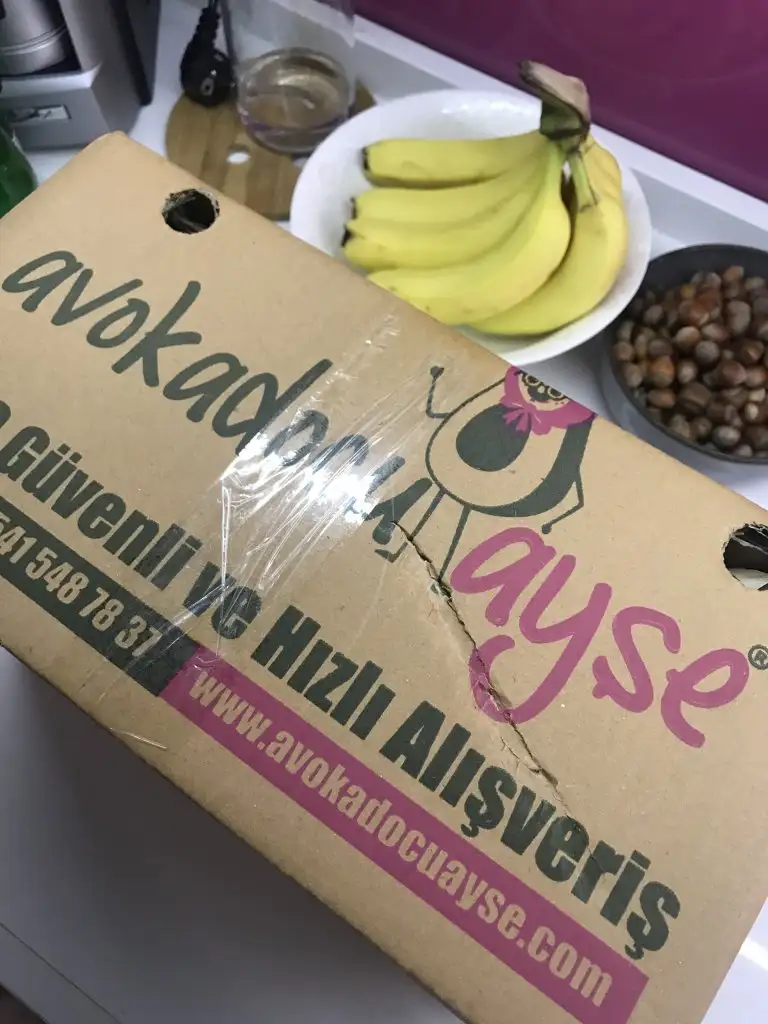 avokadocu
ayşe®
Güvenli ve Hızlı Alışveriş
541 548 78 37
www.avokadocuayse.com